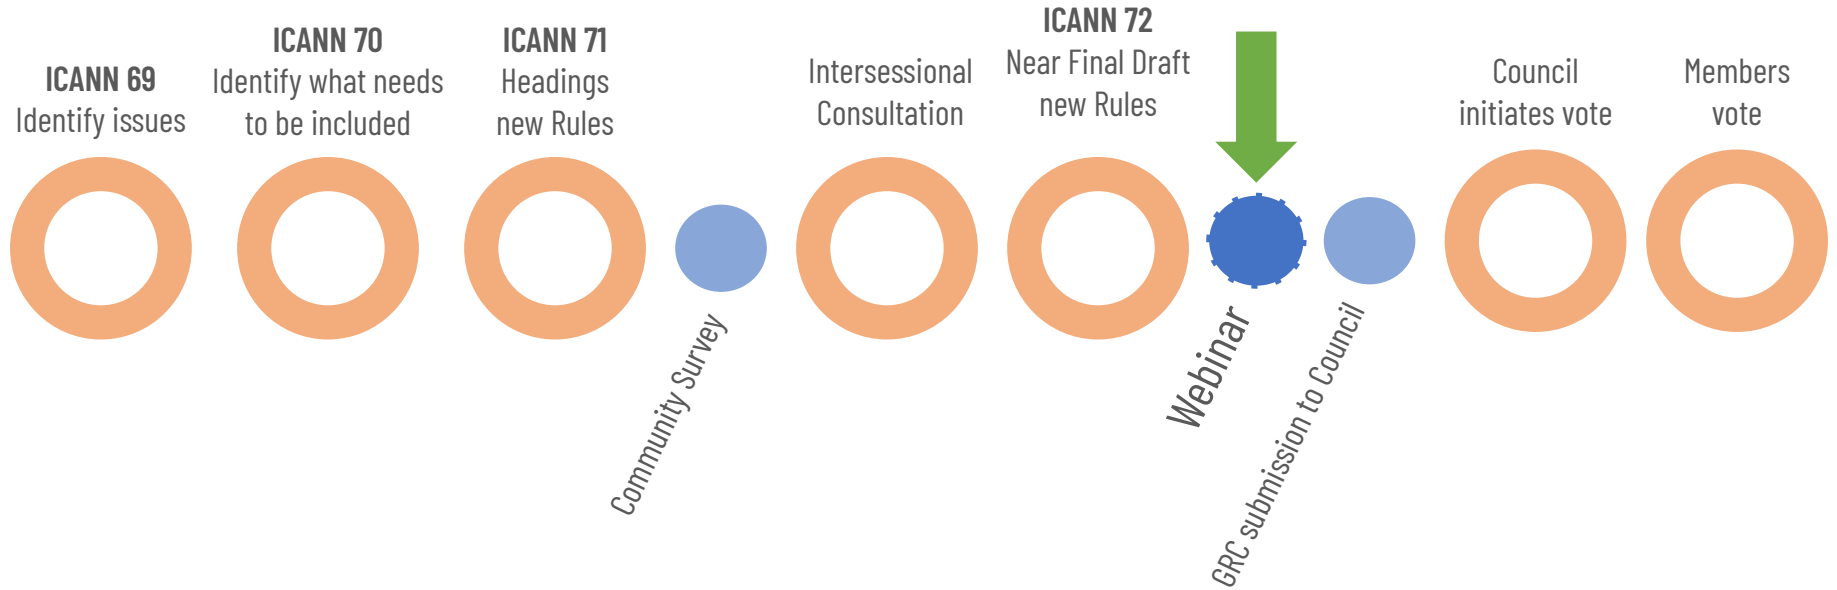 ICANN 69
Identify issues
ICANN 70
Identify what needs
to be included
ICANN 71
Headings
new Rules
Community Survey
Intersessional
Consultation
ICANN 72
Near Final Draft
new Rules
Webinar
GRC submission to Council
Council
initiates vote
Members
vote